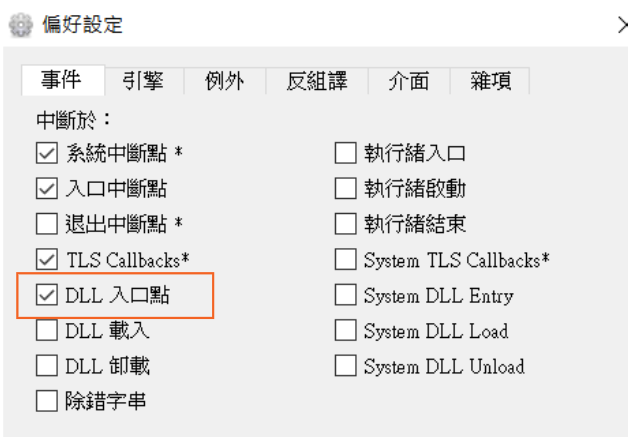 偏好設定
事件 引擎 例外 反組譯 介面 雜項
中斷於：
系統中斷點 * 執行緒入口
入口中斷點 執行緒啟動
退出中斷點 * 執行緒結束
TLS Callbacks* System TLS Callbacks*
DLL 入口點 System DLL Entry
DLL 載入 System DLL Load
DLL 卸載 System DLL Unload
除錯字串